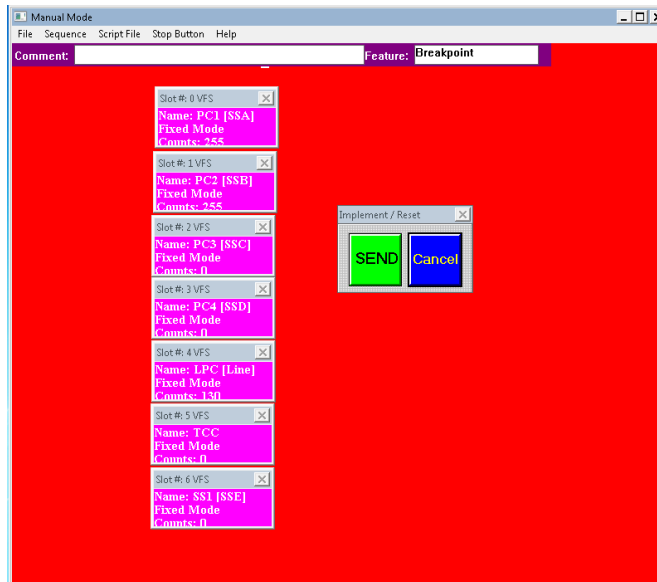 Manual Mode
File Sequence Script File Stop Button Help
Comment: Feature: Breakpoint
Slot #: 0 VFS
Name: PC1 [SSA]
Fixed Mode
Counts: 255
Slot #: 1 VFS
Name: PC2 [SSB]
Fixed Mode
Counts: 255
Slot #: 2 VFS
Name: PC3 [SSC]
Fixed Mode
Counts: 0
Slot #: 3 VFS
Name: PC4 [SSD]
Fixed Mode
Counts: 0
Slot #: 4 VFS
Name: LPC [Line]
Fixed Mode
Counts: 130
Slot #: 5 VFS
Name: TCC
Fixed Mode
Counts: 0
Slot #: 6 VFS
Name: SS1 [SSE]
Fixed Mode
Counts: 0
Implement / Reset
SEND Cancel